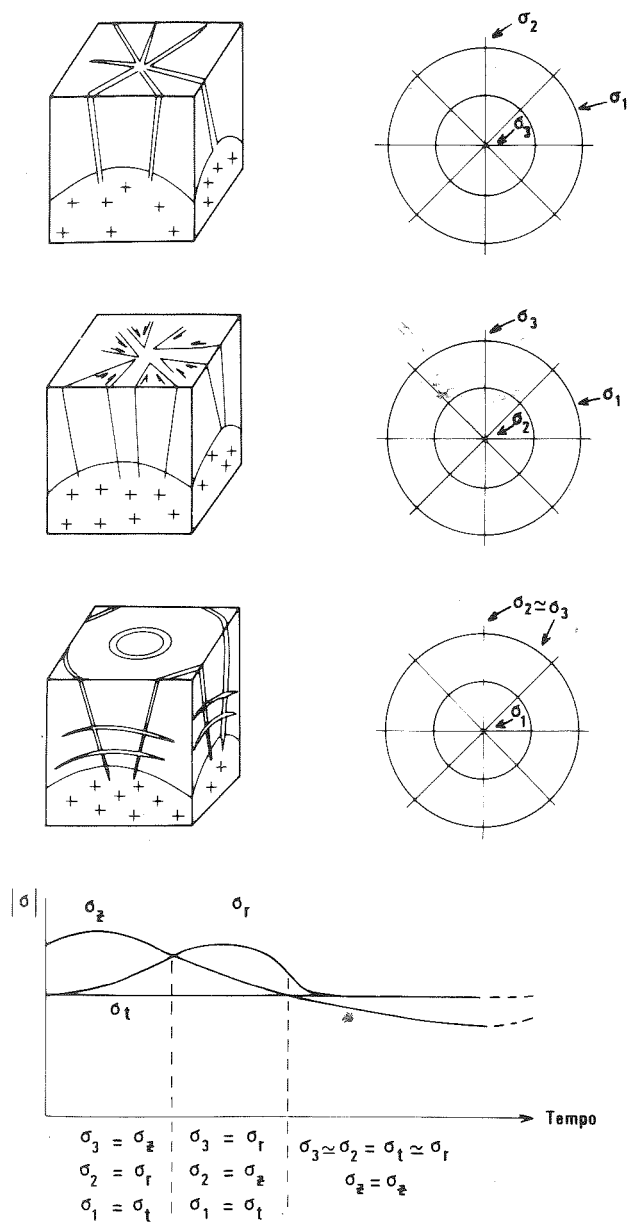 σ2
σ1
σ3
σ3
σ1
σ2
σ2≃σ3
σ1
|σ|
σz
σr
σt
Tempo
σ3 = σz
σ2 = σr
σ1 = σt
σ3 = σr
σ2 = σz
σ1 = σt
σ3≃σ2 = σt≃σr
σz = σz